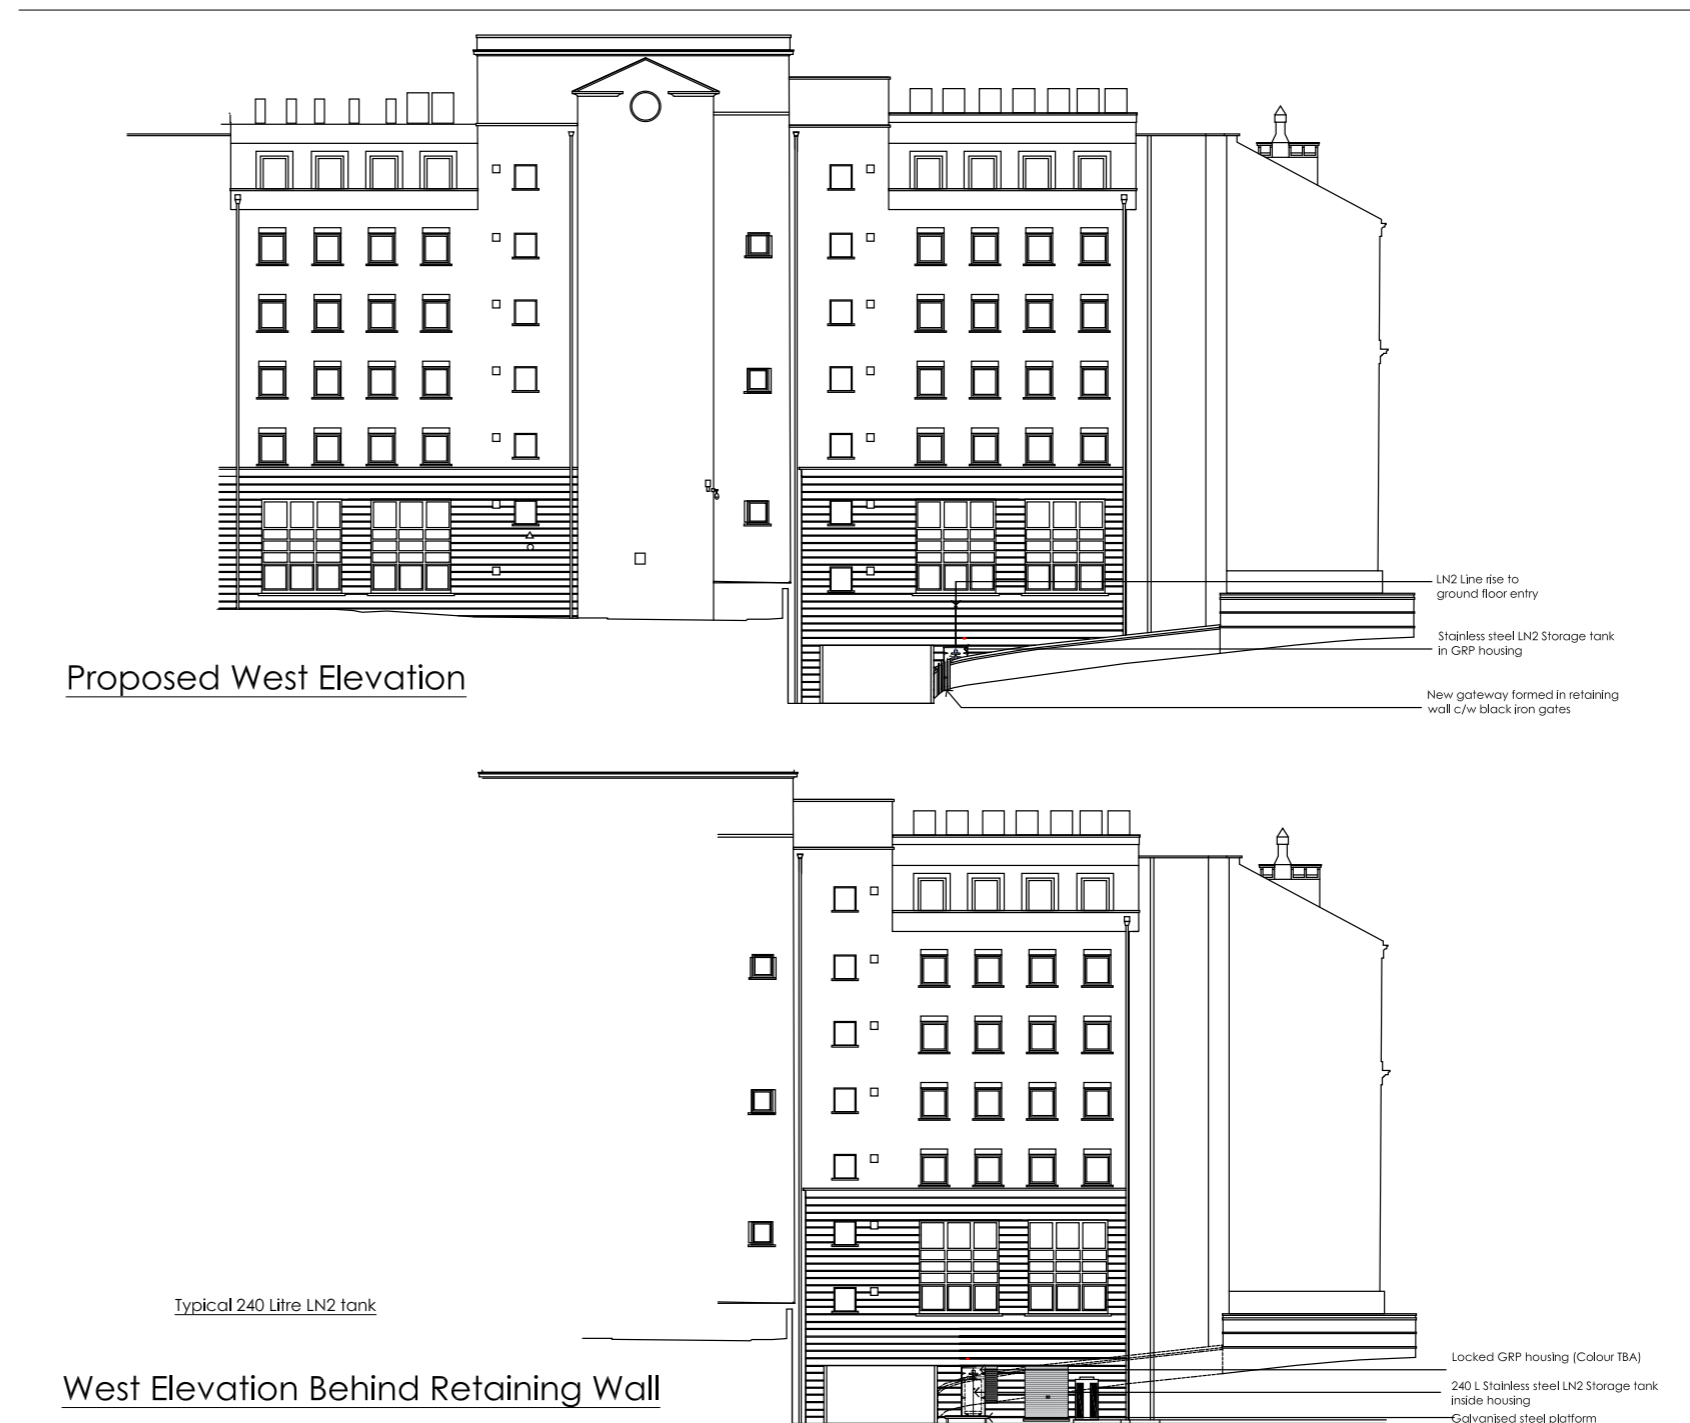 LN2 Line rise to
ground floor entry
Stainless steel LN2 Storage tank
in GRP housing
Proposed West Elevation
New gateway formed in retaining
wall c/w black iron gates
Typical 240 Litre LN2 tank
West Elevation Behind Retaining Wall
Locked GRP housing (Colour TBA)
240 L Stainless steel LN2 Storage tank
inside housing
Galvanised steel platform